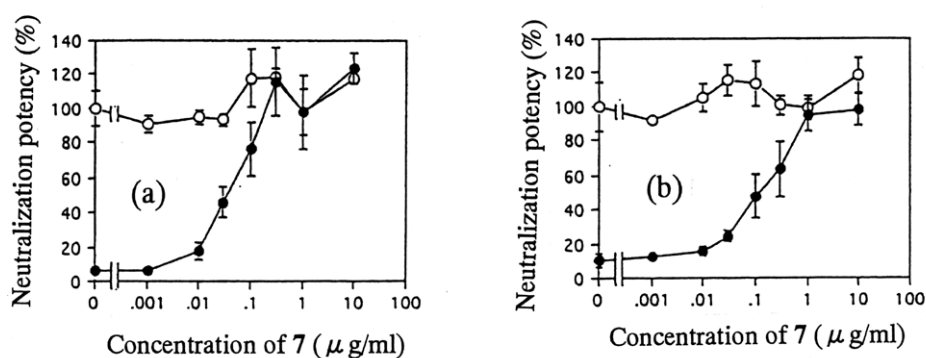 Neutralization potency (%)
140
120
100
80
60
40
20
0
(a)
0 .001 .01 .1 1 10 100
Concentration of 7 ( μ g/ml)
Neutralization potency (%)
140
120
100
80
60
40
20
0
(b)
0 .001 .01 .1 1 10 100
Concentration of 7 ( μ g/ml)